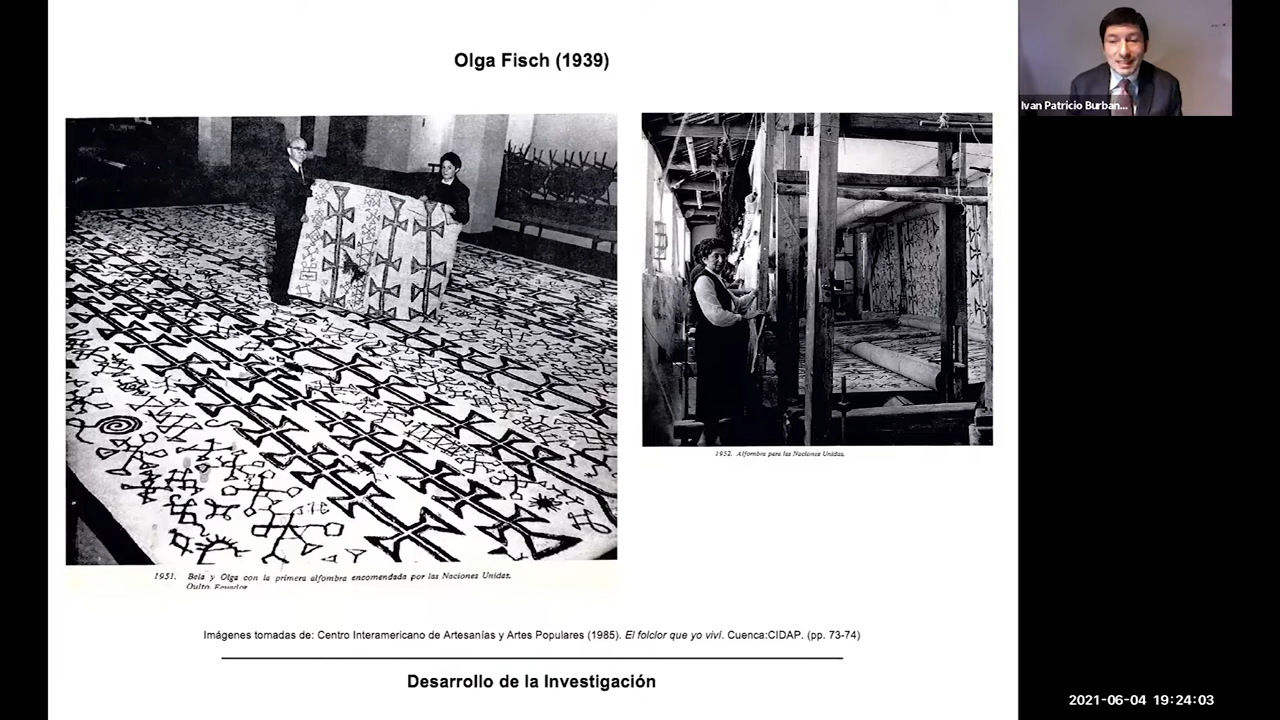 Olga Fisch (1939)
Ivan Patricio Burban...
1952. Alfombra para las Naciones Unidas.
1951. Bela y Olga con la primera alfombra encomendada por las Naciones Unidas.
Quito, Ecuador
Imágenes tomadas de: Centro Interamericano de Artesanías y Artes Populares (1985). El folclor que yo viví. Cuenca:CIDAP. (pp. 73-74)
Desarrollo de la Investigación
2021-06-04 19:24:03